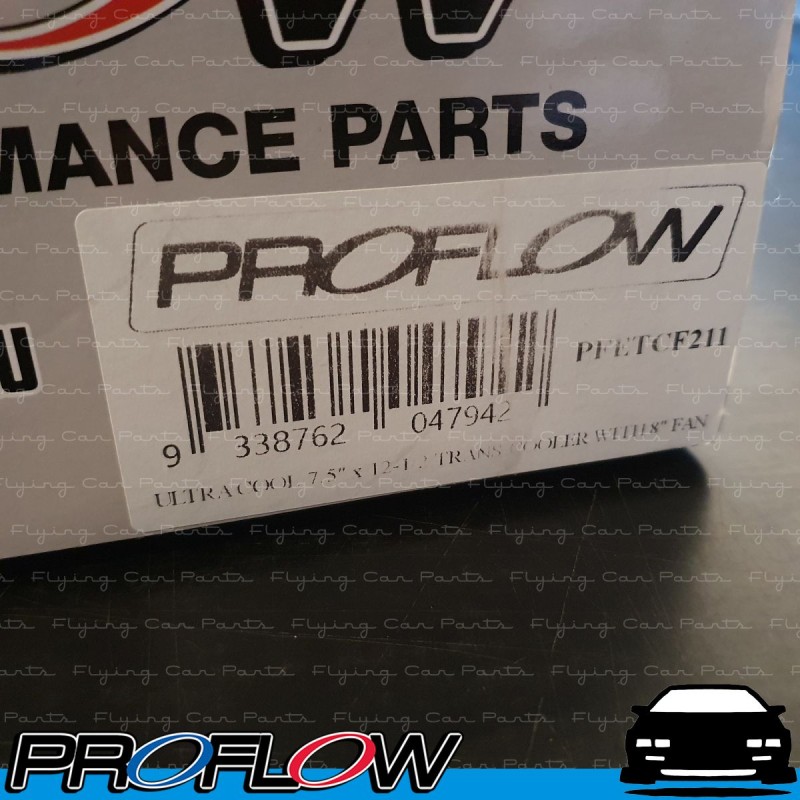 MANCE PARTS
PROFLOW
PFETCF211
9 338762 047942
ULTRA COOL 7.5" x 12-1/2 TRANS COOLER WITH 8" FAN
U
PROFLOW
Flying Car Parts